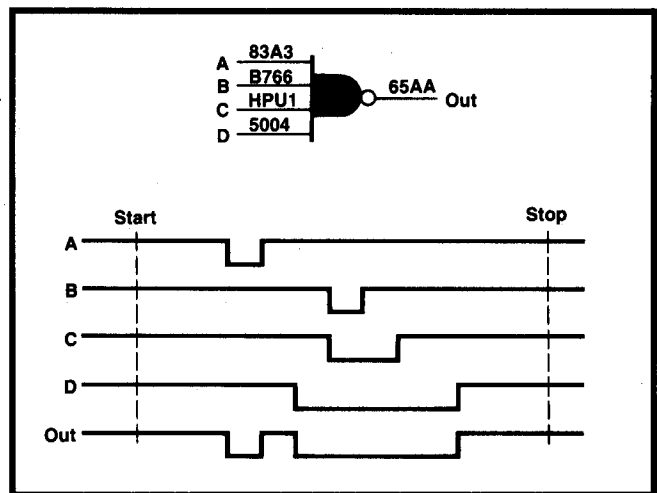 A 83A3
B B766
C HPU1
D 5004
65AA Out
Start Stop
A
B
C
D
Out